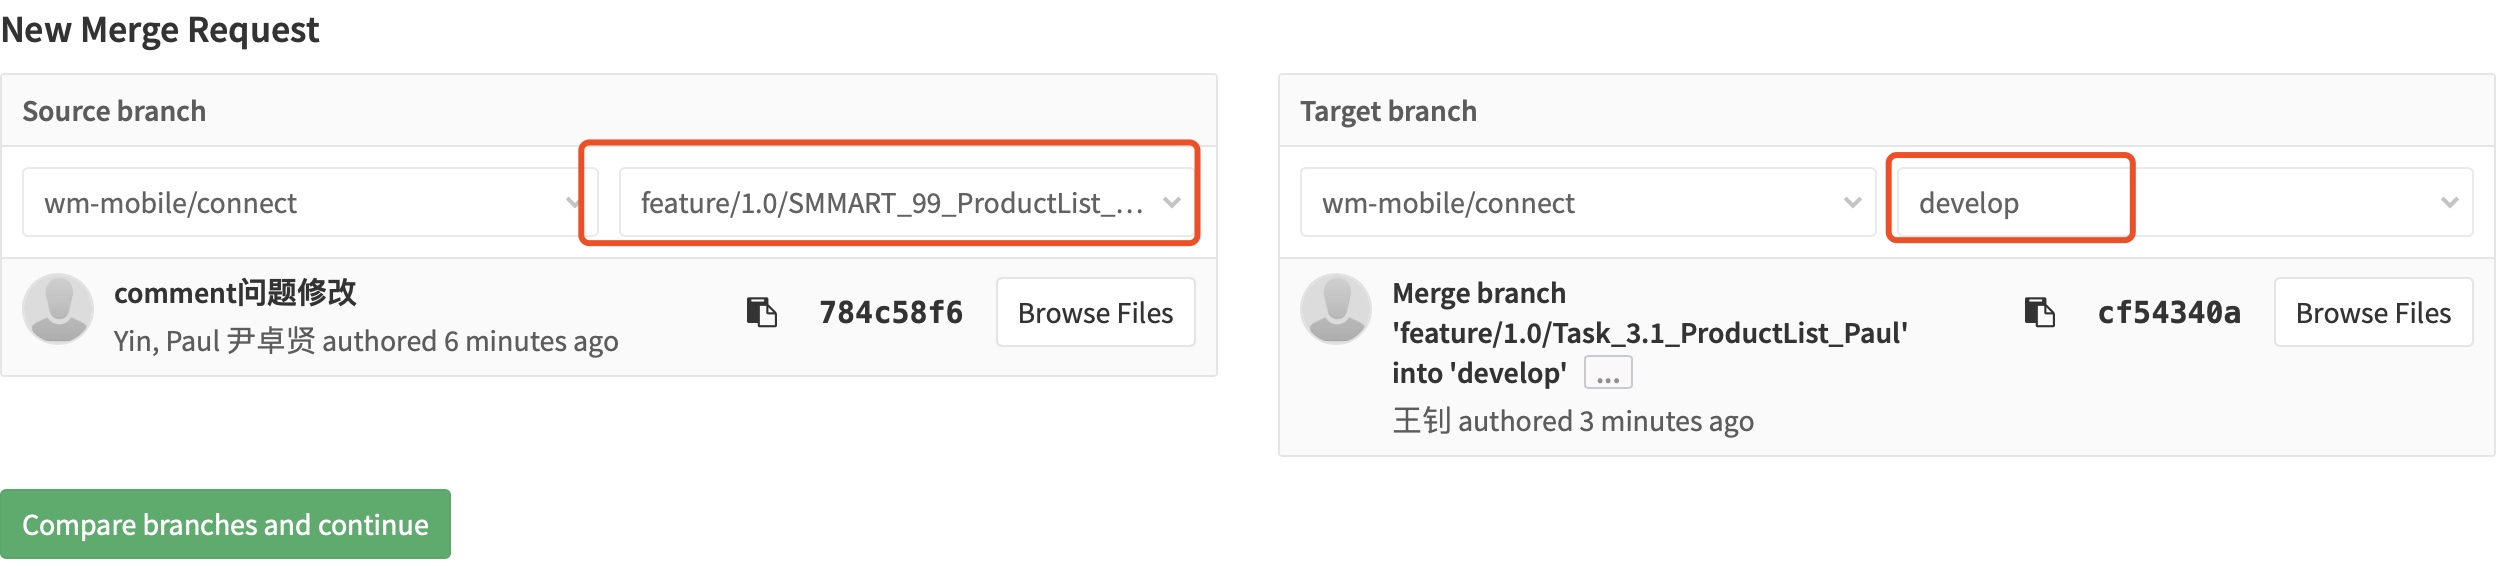 New Merge Request
Source branch
wm-mobile/connect
feature/1.0/SMMART_99_ProductList_...
comment问题修改
Yin, Paul 尹卓贤 authored 6 minutes ago
784c58f6
Browse Files
Target branch
wm-mobile/connect
develop
Merge branch
'feature/1.0/Task_3.1_ProductList_Paul'
into 'develop' ...
王钊 authored 3 minutes ago
cf54340a
Browse Files
Compare branches and continue